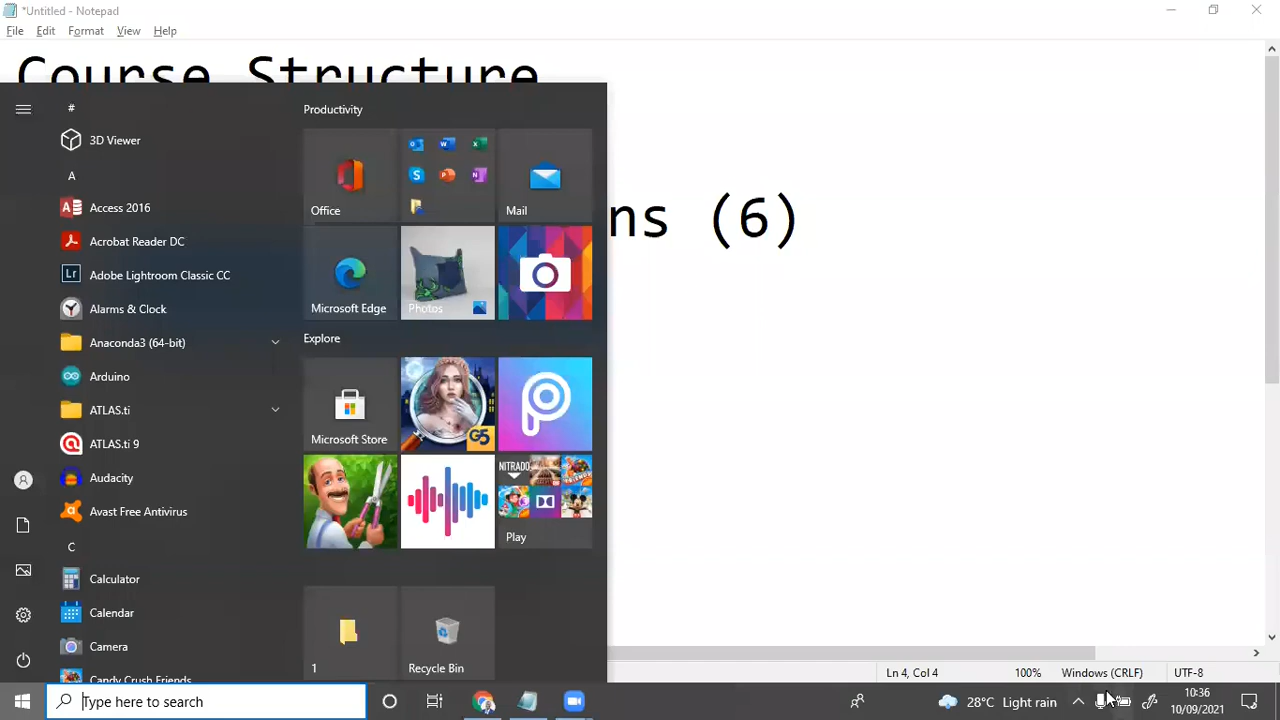 *Untitled - Notepad
File Edit Format View Help
Course Structure
ns (6)
#
3D Viewer
A
Access 2016
Acrobat Reader DC
Lr Adobe Lightroom Classic CC
Alarms & Clock
Anaconda3 (64-bit)
Arduino
ATLAS.ti
ATLAS.ti 9
Audacity
Avast Free Antivirus
C
Calculator
Calendar
Camera
Candy Crush Friends
Productivity
Office
Mail
Microsoft Edge
Photos
Explore
Microsoft Store
G5
NITRADO
Play
1
Recycle Bin
Ln 4, Col 4 100% Windows (CRLF) UTF-8
Type here to search
28°C Light rain
10:36
10/09/2021